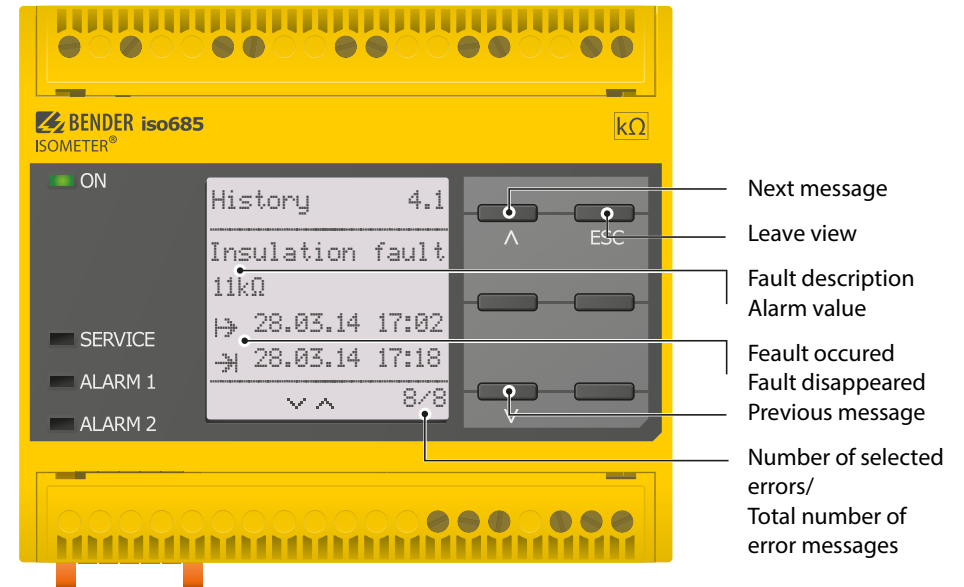 BENDER iso685
ISOMETER®
kΩ
ON
SERVICE
ALARM 1
ALARM 2
History 4.1
Insulation fault
11kΩ
28.03.14 17:02
28.03.14 17:18
8/8
ESC
Next message
Leave view
Fault description
Alarm value
Feault occured
Fault disappeared
Previous message
Number of selected
errors/
Total number of
error messages